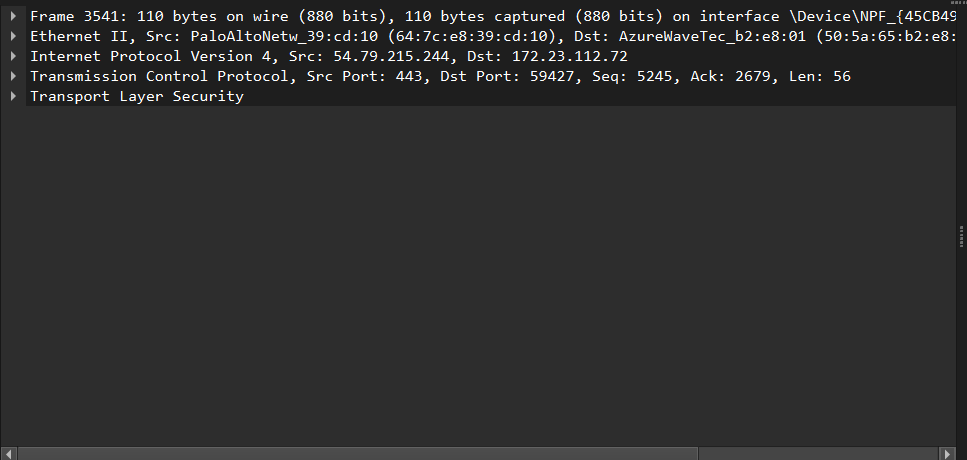 Frame 3541: 110 bytes on wire (880 bits), 110 bytes captured (880 bits) on interface \Device\NPF_{45CB49
Ethernet II, Src: PaloAltoNetw_39:cd:10 (64:7c:e8:39:cd:10), Dst: AzureWaveTec_b2:e8:01 (50:5a:65:b2:e8:
Internet Protocol Version 4, Src: 54.79.215.244, Dst: 172.23.112.72
Transmission Control Protocol, Src Port: 443, Dst Port: 59427, Seq: 5245, Ack: 2679, Len: 56
Transport Layer Security